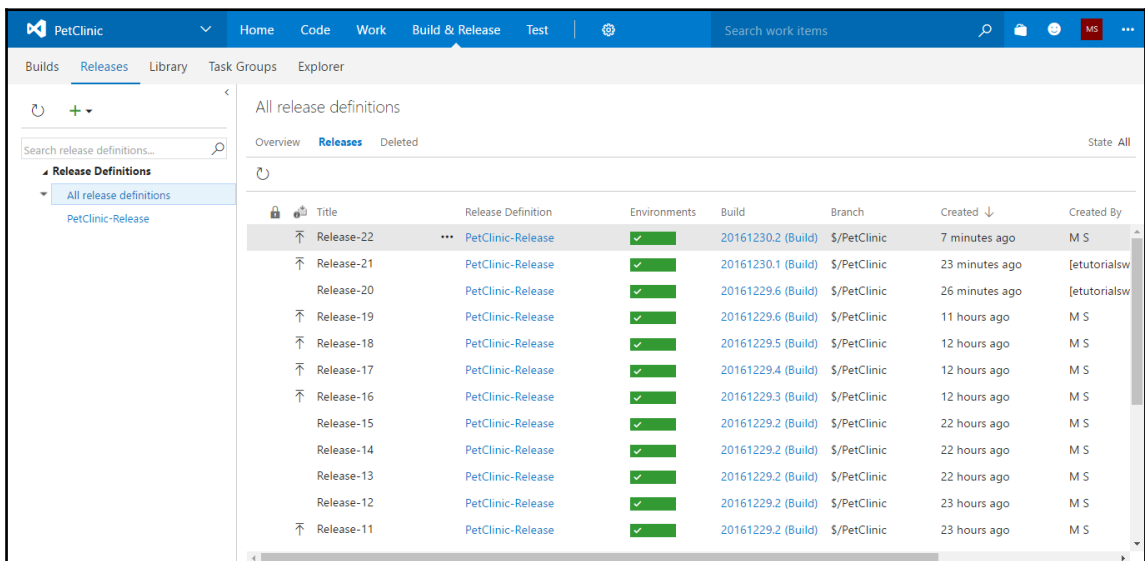 PetClinic Home Code Work Build & Release Test Search work items MS
Builds Releases Library Task Groups Explorer
All release definitions
Overview Releases Deleted State All
Search release definitions...
Release Definitions
All release definitions
PetClinic-Release
Title Release Definition Environments Build Branch Created ↓ Created By
Release-22 ••• PetClinic-Release 20161230.2 (Build) $/PetClinic 7 minutes ago M S
Release-21 PetClinic-Release 20161230.1 (Build) $/PetClinic 23 minutes ago [etutorialsw
Release-20 PetClinic-Release 20161229.6 (Build) $/PetClinic 26 minutes ago [etutorialsw
Release-19 PetClinic-Release 20161229.6 (Build) $/PetClinic 11 hours ago M S
Release-18 PetClinic-Release 20161229.5 (Build) $/PetClinic 12 hours ago M S
Release-17 PetClinic-Release 20161229.4 (Build) $/PetClinic 12 hours ago M S
Release-16 PetClinic-Release 20161229.3 (Build) $/PetClinic 12 hours ago M S
Release-15 PetClinic-Release 20161229.2 (Build) $/PetClinic 22 hours ago M S
Release-14 PetClinic-Release 20161229.2 (Build) $/PetClinic 22 hours ago M S
Release-13 PetClinic-Release 20161229.2 (Build) $/PetClinic 22 hours ago M S
Release-12 PetClinic-Release 20161229.2 (Build) $/PetClinic 23 hours ago M S
Release-11 PetClinic-Release 20161229.2 (Build) $/PetClinic 23 hours ago M S